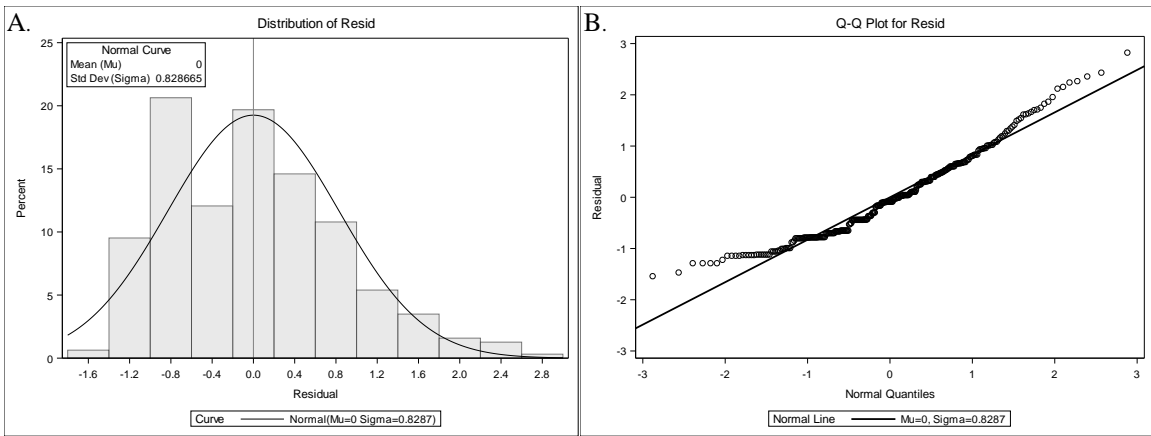 A.
Distribution of Resid
25
20
15
10
5
0
Percent
Normal Curve
Mean (Mu) 0
Std Dev (Sigma) 0.828665
-1.6 -1.2 -0.8 -0.4 0.0 0.4 0.8 1.2 1.6 2.0 2.4 2.8
Residual
Curve Normal(Mu=0 Sigma=0.8287)
B.
Q-Q Plot for Resid
3
2
1
0
-1
-2
-3
Residual
-3 -2 -1 0 1 2 3
Normal Quantiles
Normal Line Mu=0, Sigma=0.8287